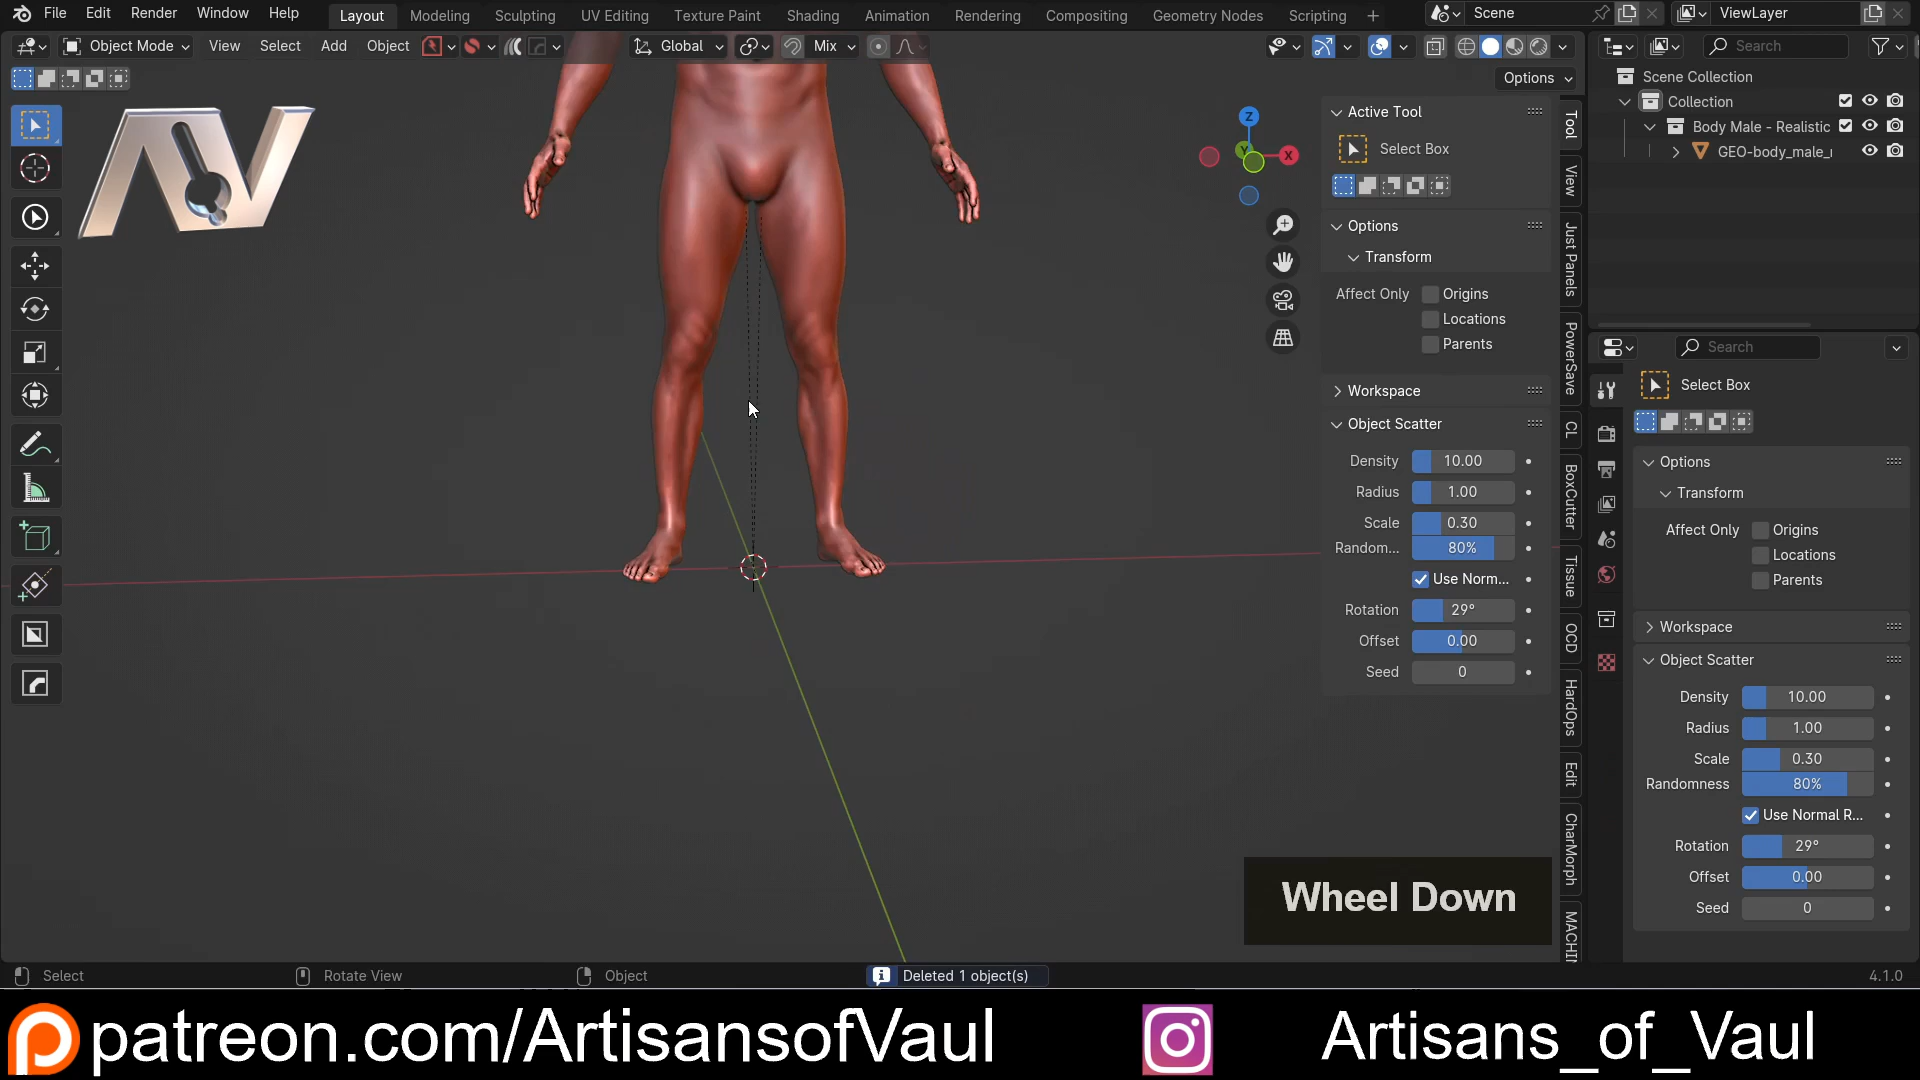 File Edit Render Window Help Layout Modeling Sculpting UV Editing Texture Paint Shading Animation Rendering Compositing Geometry Nodes Scripting + Scene ViewLayer
Object Mode View Select Add Object Global Mix Search
Options
AV
Scene Collection
Collection
Body Male - Realistic
GEO-body_male_r
Z
Y
X
Active Tool
Select Box
Options
Transform
Affect Only Origins
Locations
Parents
Workspace
Object Scatter
Density 10.00
Radius 1.00
Scale 0.30
Random... 80%
Use Norm...
Rotation 29°
Offset 0.00
Seed 0
Tool
View
Just Panels
PowerSave
CL
BoxCutter
Tissue
OCD
HardOps
Edit
CharMorph
MACHIN
Search
Select Box
Options
Transform
Affect Only Origins
Locations
Parents
Workspace
Object Scatter
Density 10.00
Radius 1.00
Scale 0.30
Randomness 80%
Use Normal R...
Rotation 29°
Offset 0.00
Seed 0
Wheel Down
Select Rotate View Object Deleted 1 object(s) 4.1.0
patreon.com/ArtisansofVaul Artisans_of_Vaul